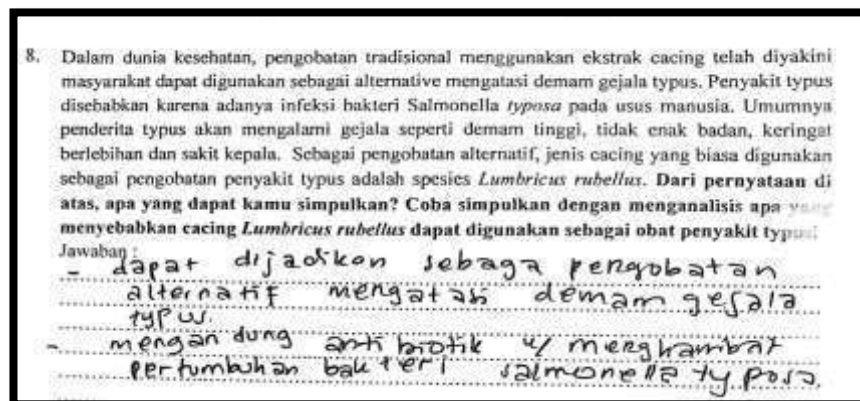 8. Dalam dunia kesehatan, pengobatan tradisional menggunakan ekstrak cacing telah diyakini
masyarakat dapat digunakan sebagai alternative mengatasi demam gejala typus. Penyakit typus
disebabkan karena adanya infeksi bakteri Salmonella typosa pada usus manusia. Umumnya
penderita typus akan mengalami gejala seperti demam tinggi, tidak enak badan, keringat
berlebihan dan sakit kepala. Sebagai pengobatan alternatif, jenis cacing yang biasa digunakan
sebagai pengobatan penyakit typus adalah spesies Lumbricus rubellus. Dari pernyataan di
atas, apa yang dapat kamu simpulkan? Coba simpulkan dengan menganalisis apa yang
menyebabkan cacing Lumbricus rubellus dapat digunakan sebagai obat penyakit typus!
Jawaban :
- dapat dijadikan sebaga pengobatan
alternatif mengatasi demam gejala
typus.
- mengandung antibiotik u/ menghambat
pertumbuhan bakteri salmonella typosa.